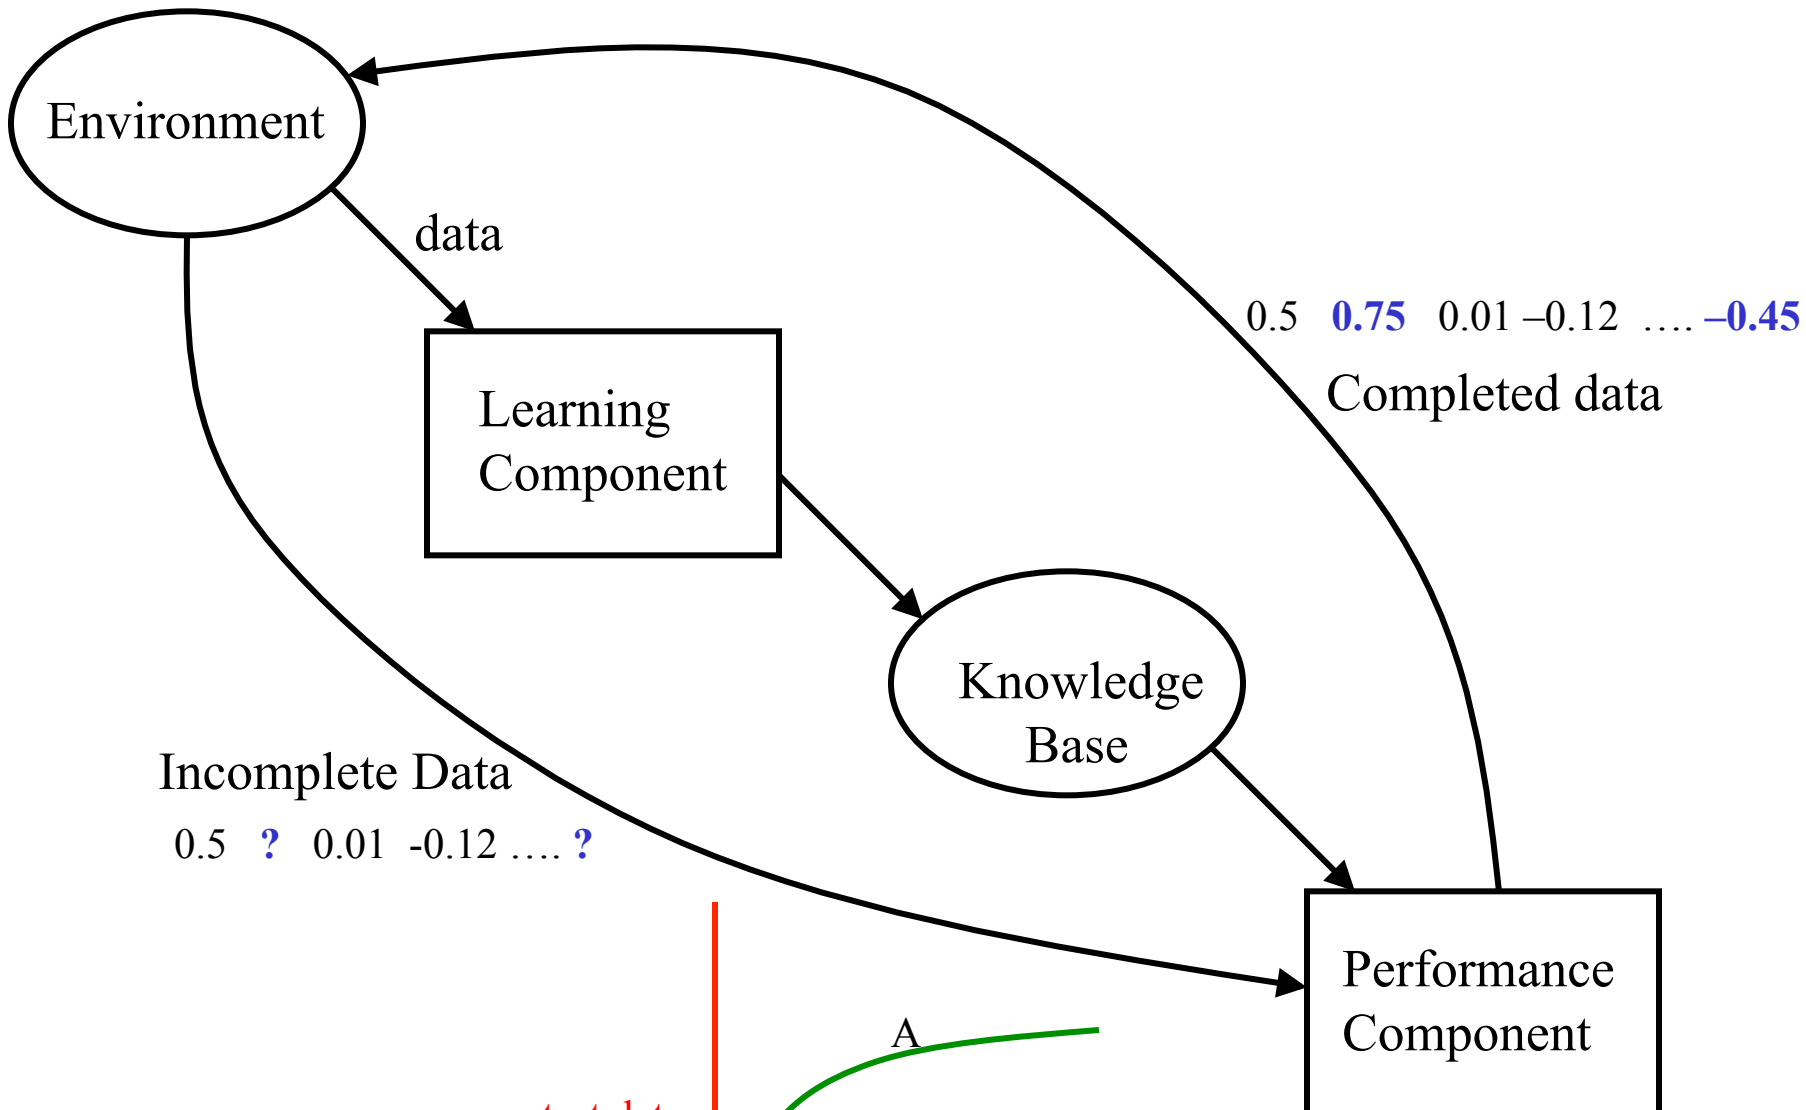 Environment
data
0.5 0.75 0.01 –0.12 .... –0.45
Completed data
Learning
Component
Knowledge
Base
Incomplete Data
0.5 ? 0.01 -0.12 .... ?
Performance
Component
A